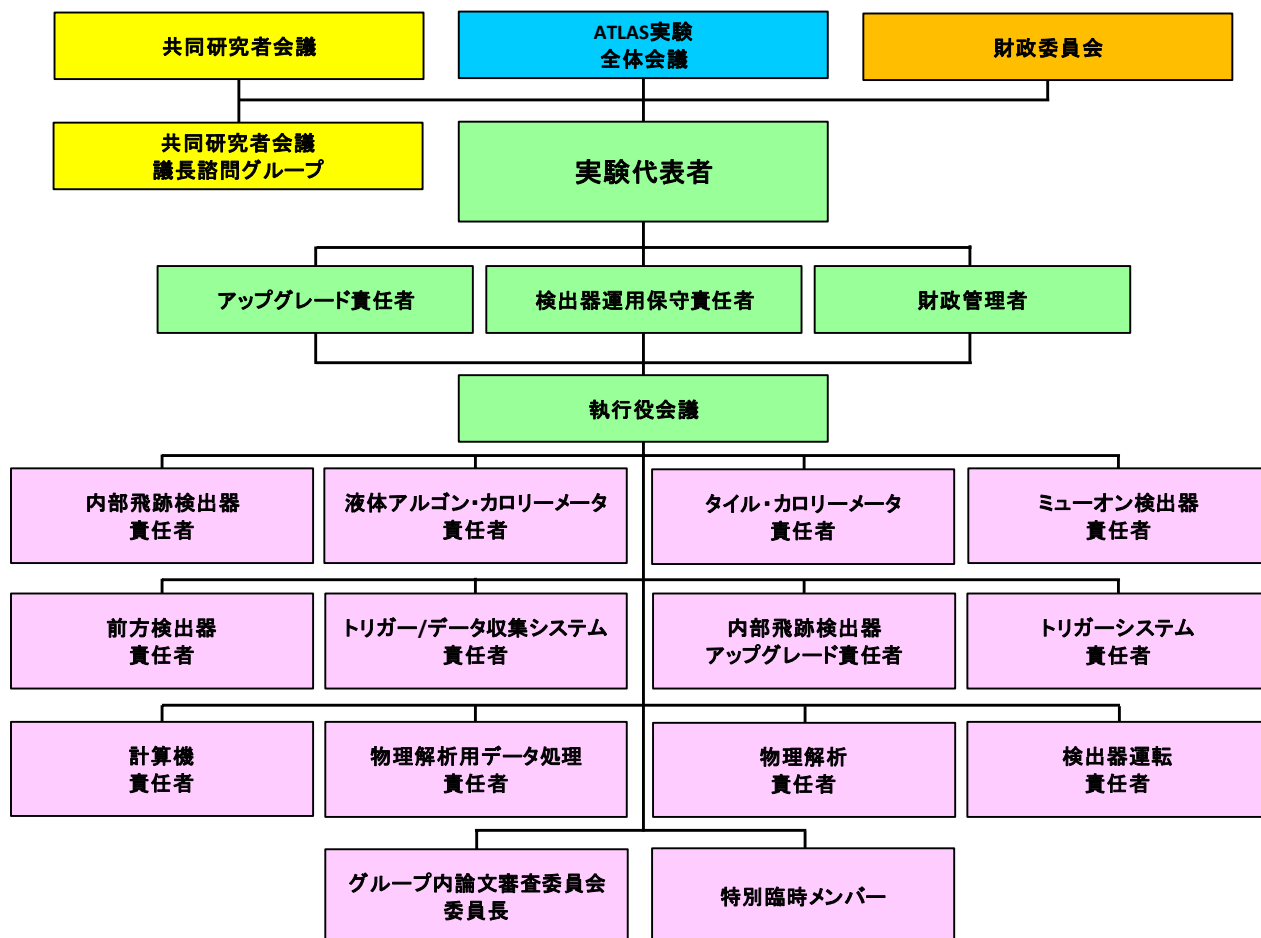 共同研究者会議
ATLAS実験
全体会議
財政委員会
共同研究者会議
議長諮問グループ
実験代表者
アップグレード責任者
検出器運用保守責任者
財政管理者
執行役会議
内部飛跡検出器
責任者
液体アルゴン・カロリーメータ
責任者
タイル・カロリーメータ
責任者
ミューオン検出器
責任者
前方検出器
責任者
トリガー/データ収集システム
責任者
内部飛跡検出器
アップグレード責任者
トリガーシステム
責任者
計算機
責任者
物理解析用データ処理
責任者
物理解析
責任者
検出器運転
責任者
グループ内論文審査委員会
委員長
特別臨時メンバー